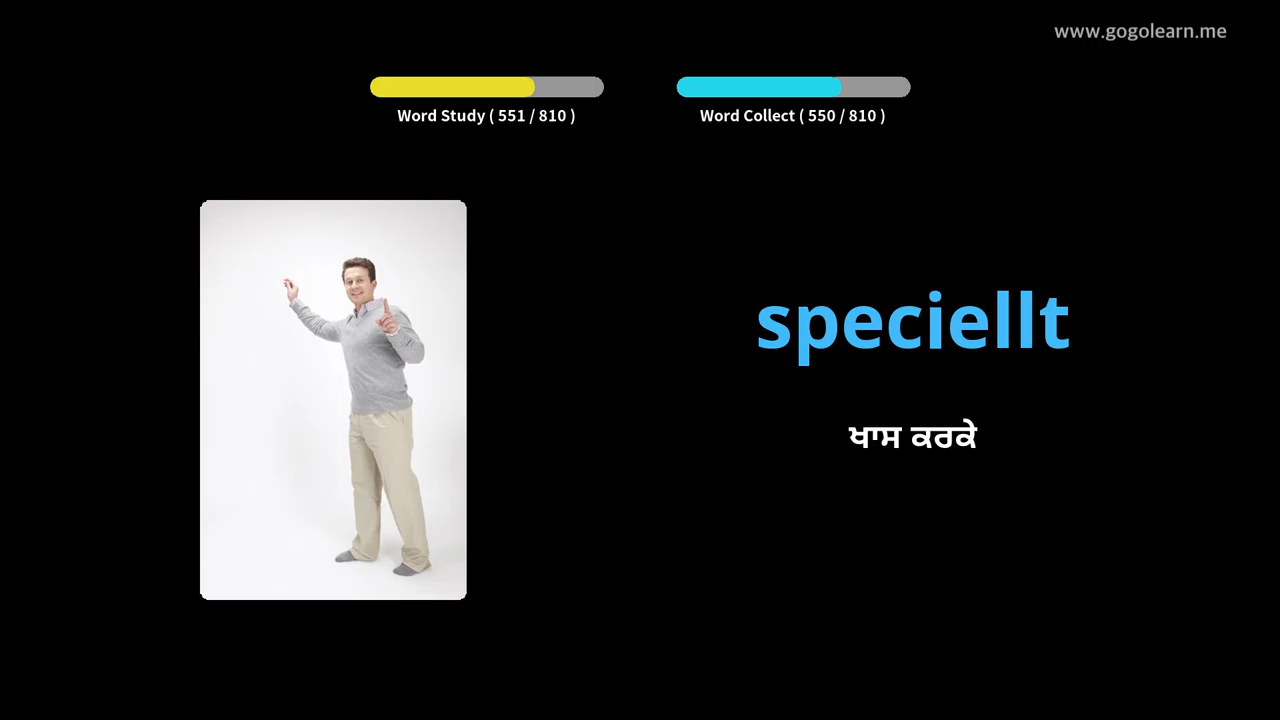 www.gogolearn.me
Word Study ( 551 / 810 )
Word Collect ( 550 / 810 )
speciellt
ਖਾਸ ਕਰਕੇ